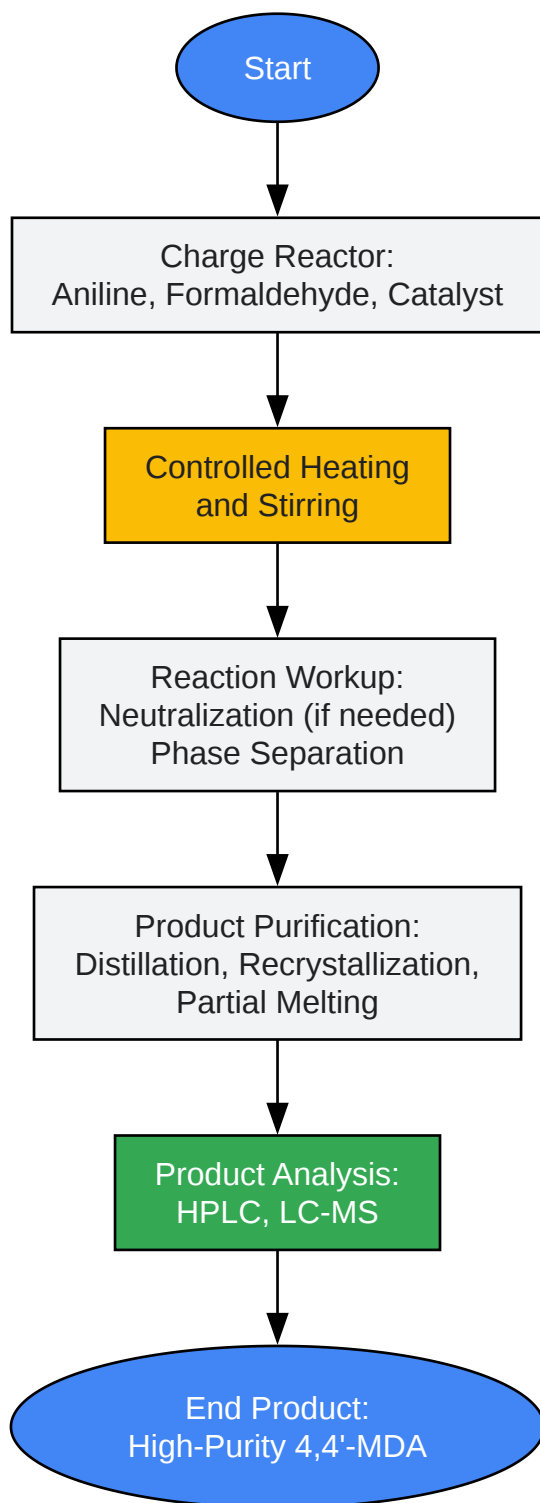 Start
Charge Reactor:
Aniline, Formaldehyde, Catalyst
Controlled Heating
and Stirring
Reaction Workup:
Neutralization (if needed)
Phase Separation
Product Purification:
Distillation, Recrystallization,
Partial Melting
Product Analysis:
HPLC, LC-MS
End Product:
High-Purity 4,4'-MDA